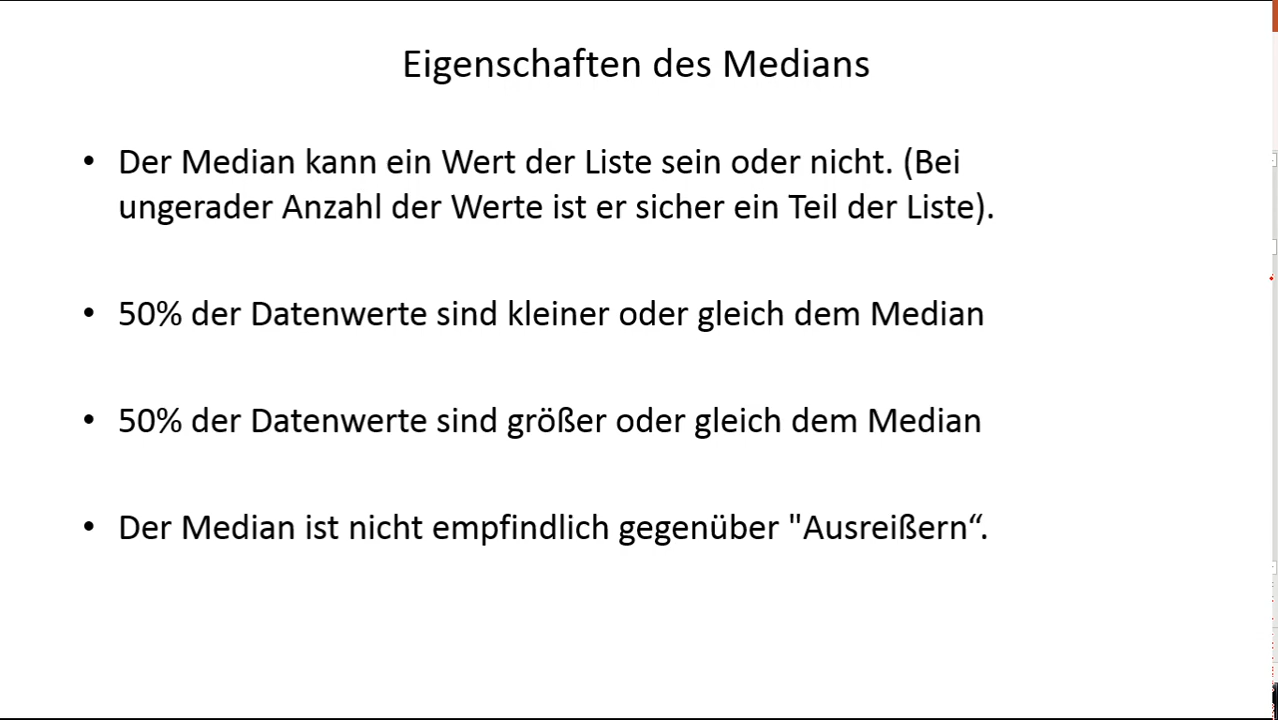 Eigenschaften des Medians
• Der Median kann ein Wert der Liste sein oder nicht. (Bei
ungerader Anzahl der Werte ist er sicher ein Teil der Liste).
• 50% der Datenwerte sind kleiner oder gleich dem Median
• 50% der Datenwerte sind größer oder gleich dem Median
• Der Median ist nicht empfindlich gegenüber "Ausreißern“.